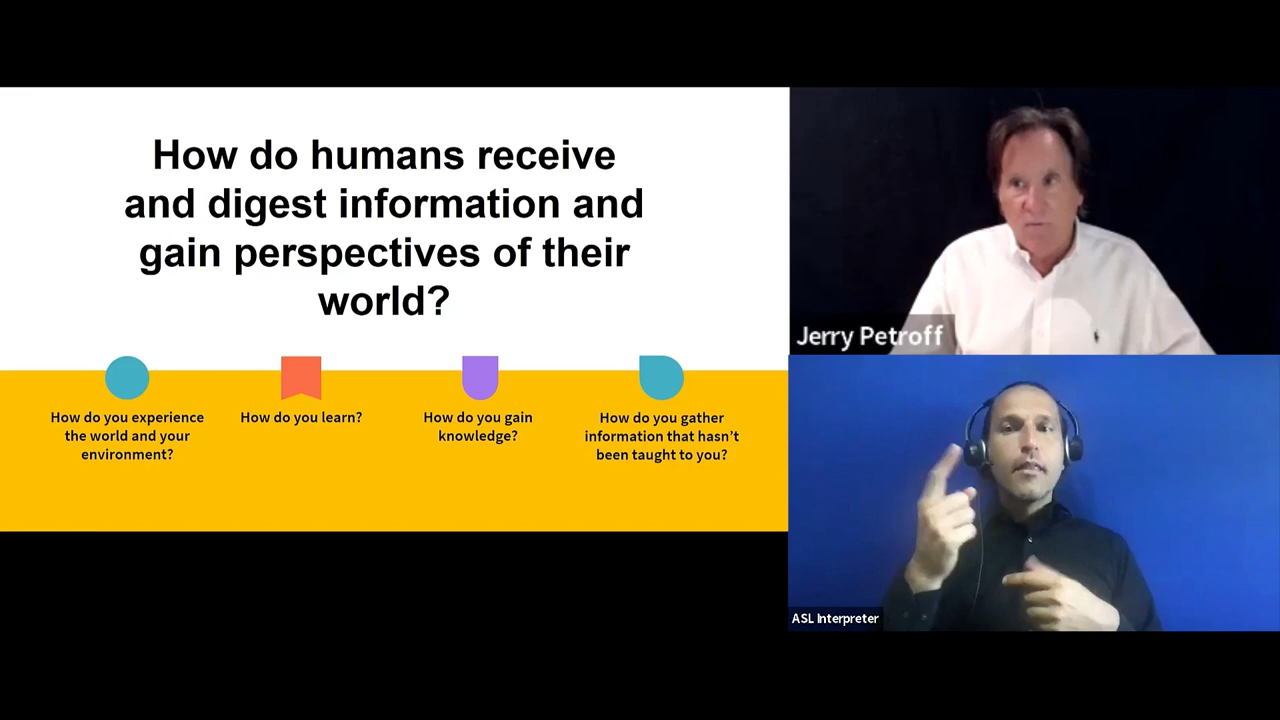 How do humans receive
and digest information and
gain perspectives of their
world?
How do you experience
the world and your
environment?
How do you learn?
How do you gain
knowledge?
How do you gather
information that hasn’t
been taught to you?
Jerry Petroff
ASL Interpreter